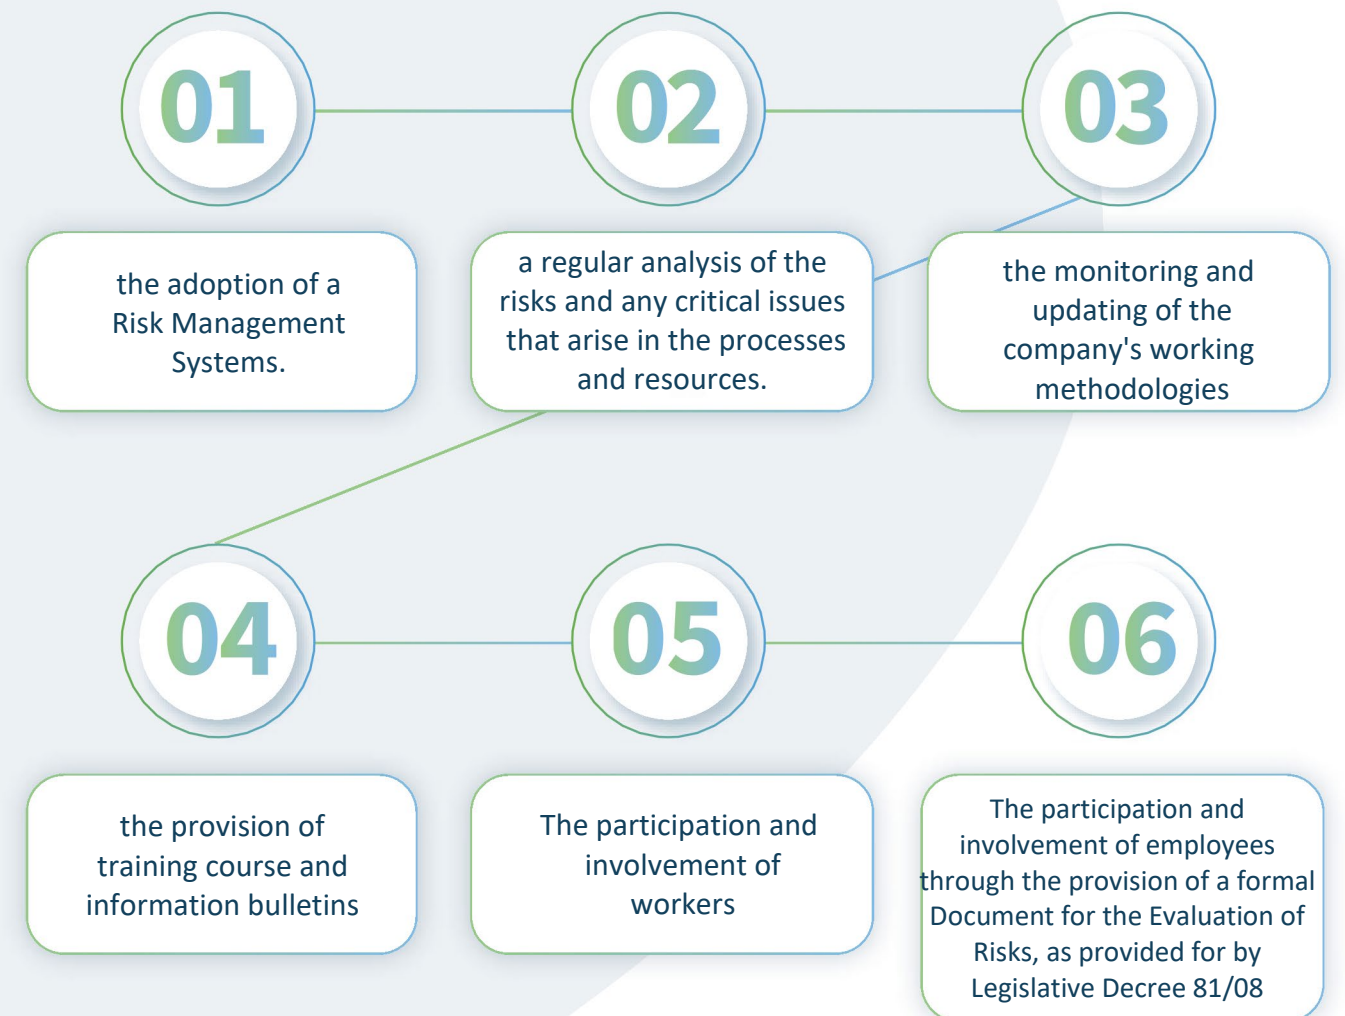 01
02
03
the adoption of a
Risk Management
Systems.
a regular analysis of the
risks and any critical issues
that arise in the processes
and resources.
the monitoring and
updating of the
company's working
methodologies
04
05
06
the provision of
training course and
information bulletins
The participation and
involvement of
workers
The participation and
involvement of employees
through the provision of a formal
Document for the Evaluation of
Risks, as provided for by
Legislative Decree 81/08